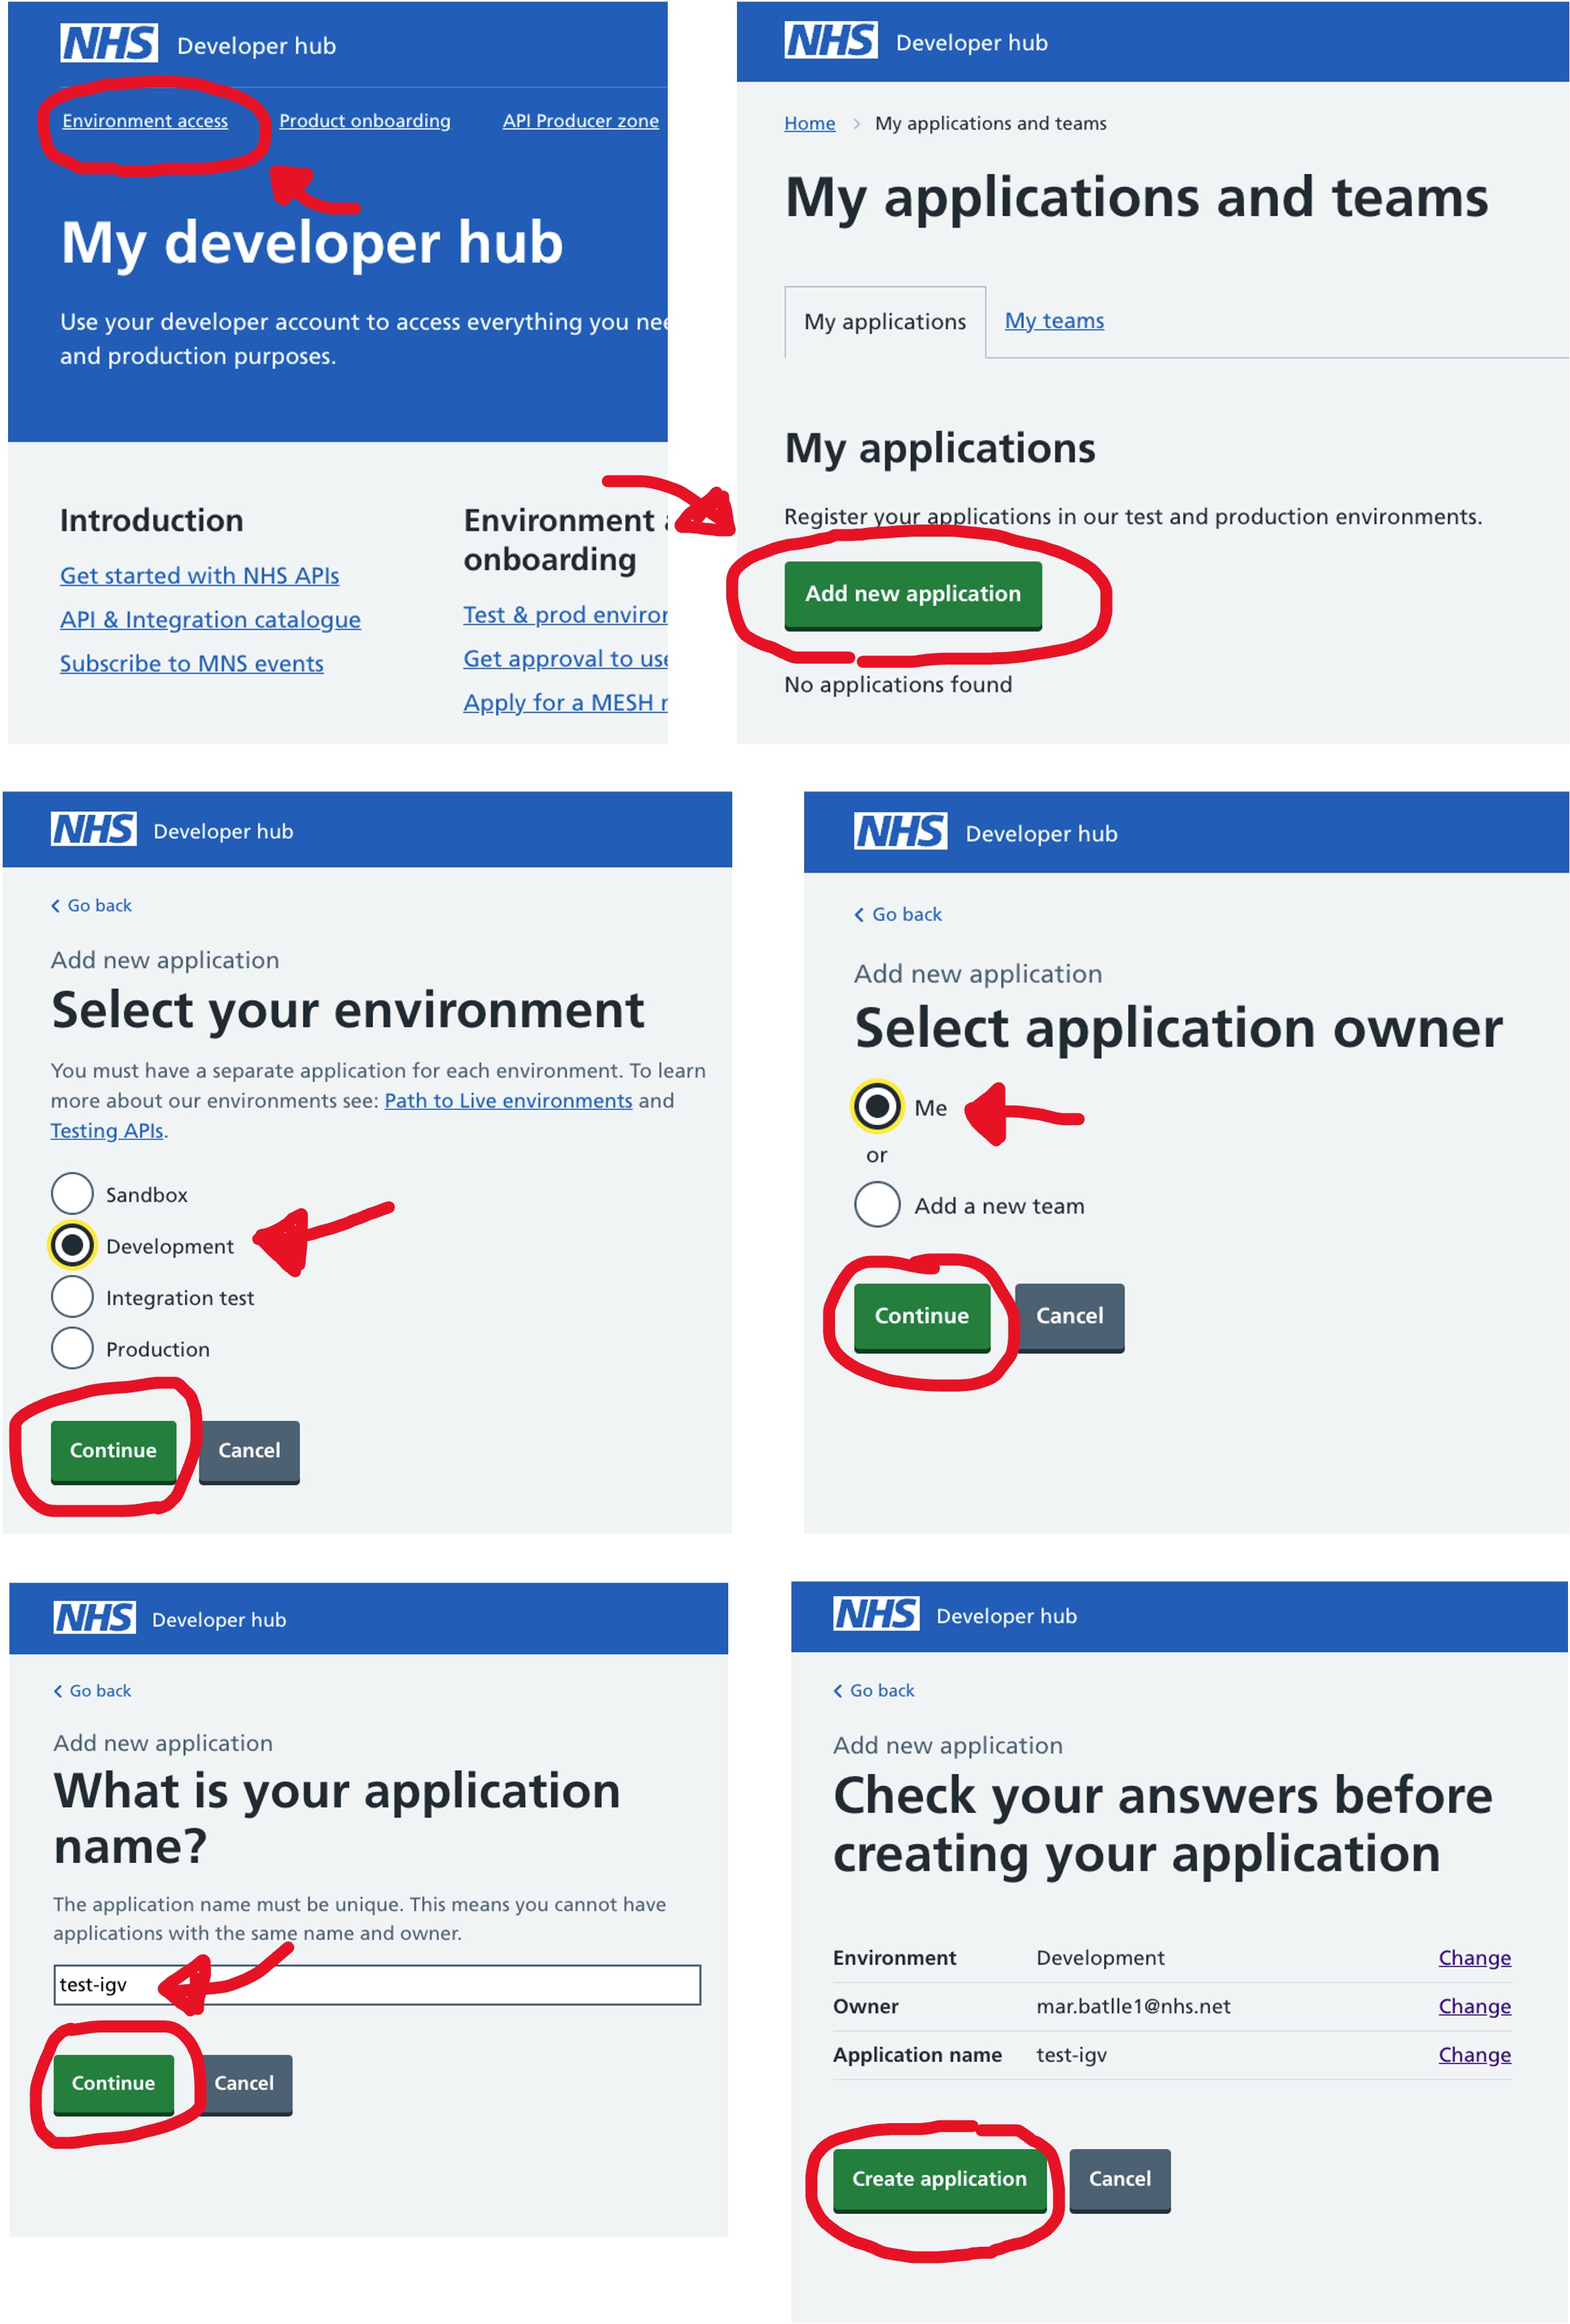 NHS Developer hub
Environment access Product onboarding API Producer zone
My developer hub
Use your developer account to access everything you nee
and production purposes.
Introduction
Get started with NHS APIs
API & Integration catalogue
Subscribe to MNS events
Environment
onboarding
Test & prod enviro
Get approval to use
Apply for a MESH
NHS Developer hub
Home > My applications and teams
My applications and teams
My applications My teams
My applications
Register your applications in our test and production environments.
Add new application
No applications found
NHS Developer hub
< Go back
Add new application
Select your environment
You must have a separate application for each environment. To learn
more about our environments see: Path to Live environments and
Testing APIs.
Sandbox
Development
Integration test
Production
Continue Cancel
NHS Developer hub
< Go back
Add new application
Select application owner
Me
or
Add a new team
Continue Cancel
NHS Developer hub
< Go back
Add new application
What is your application
name?
The application name must be unique. This means you cannot have
applications with the same name and owner.
test-igv
Continue Cancel
NHS Developer hub
< Go back
Add new application
Check your answers before
creating your application
Environment Development Change
Owner mar.batlle1@nhs.net Change
Application name test-igv Change
Create application Cancel